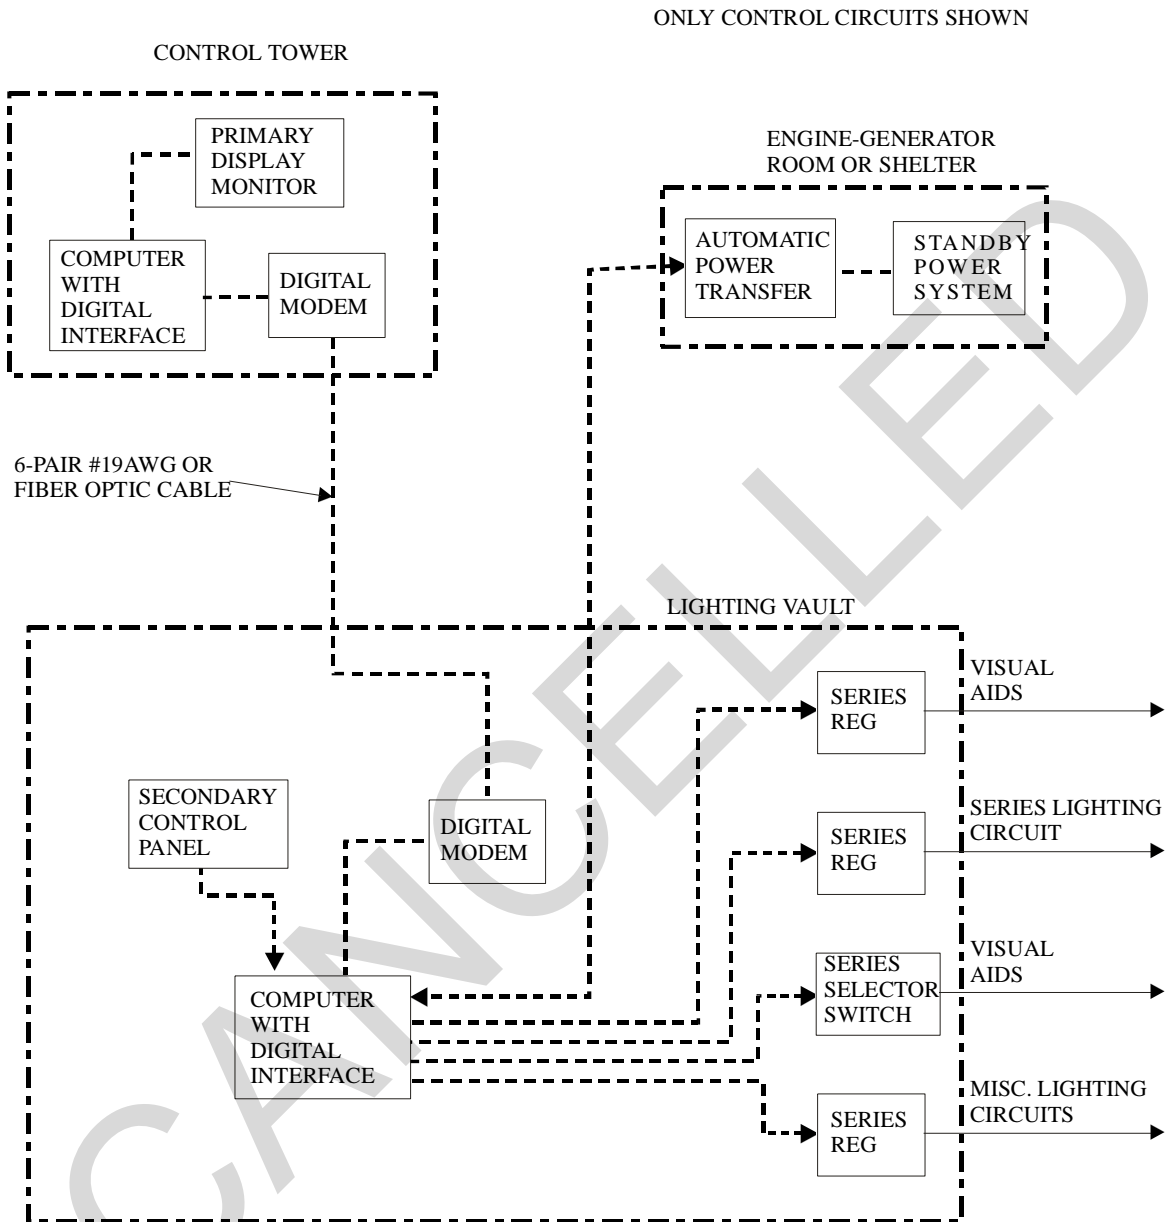 ONLY CONTROL CIRCUITS SHOWN
CONTROL TOWER
PRIMARY
DISPLAY
MONITOR
COMPUTER
WITH
DIGITAL
INTERFACE
DIGITAL
MODEM
ENGINE-GENERATOR
ROOM OR SHELTER
AUTOMATIC
POWER
TRANSFER
STANDBY
POWER
SYSTEM
6-PAIR #19AWG OR
FIBER OPTIC CABLE
LIGHTING VAULT
SERIES
REG
VISUAL
AIDS
SECONDARY
CONTROL
PANEL
DIGITAL
MODEM
SERIES
REG
SERIES LIGHTING
CIRCUIT
SERIES
SELECTOR
SWITCH
VISUAL
AIDS
COMPUTER
WITH
DIGITAL
INTERFACE
SERIES
REG
MISC. LIGHTING
CIRCUITS
CANCELLED